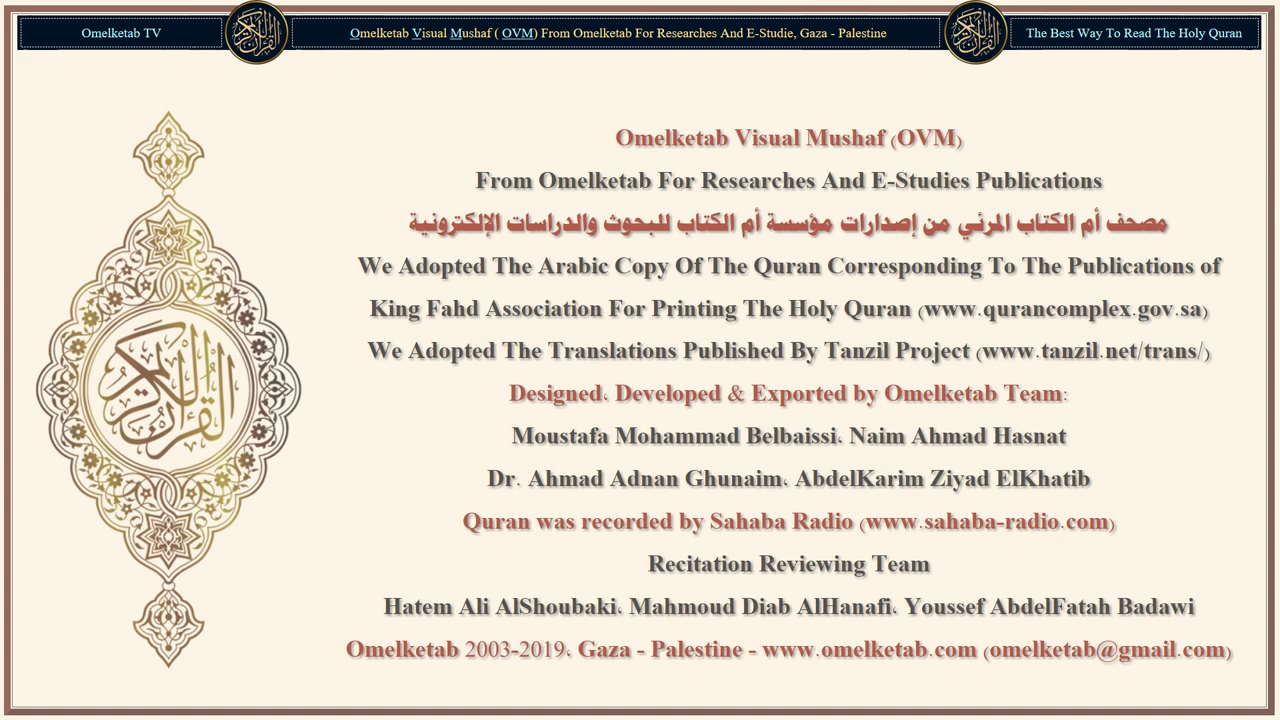 Omelketab TV
Omelketab Visual Mushaf ( OVM) From Omelketab For Researches And E-Studie, Gaza - Palestine
The Best Way To Read The Holy Quran
القرآن الكريم
القرآن الكريم
القرآن الكريم
Omelketab Visual Mushaf (OVM)
From Omelketab For Researches And E-Studies Publications
مصحف أم الكتاب المرئي من إصدارات مؤسسة أم الكتاب للبحوث والدراسات الإلكترونية
We Adopted The Arabic Copy Of The Quran Corresponding To The Publications of
King Fahd Association For Printing The Holy Quran (www.qurancomplex.gov.sa)
We Adopted The Translations Published By Tanzil Project (www.tanzil.net/trans/)
Designed، Developed & Exported by Omelketab Team:
Moustafa Mohammad Belbaissi، Naim Ahmad Hasnat
Dr. Ahmad Adnan Ghunaim، AbdelKarim Ziyad ElKhatib
Quran was recorded by Sahaba Radio (www.sahaba-radio.com)
Recitation Reviewing Team
Hatem Ali AlShoubaki، Mahmoud Diab AlHanafi، Youssef AbdelFatah Badawi
Omelketab 2003-2019، Gaza - Palestine - www.omelketab.com (omelketab@gmail.com)